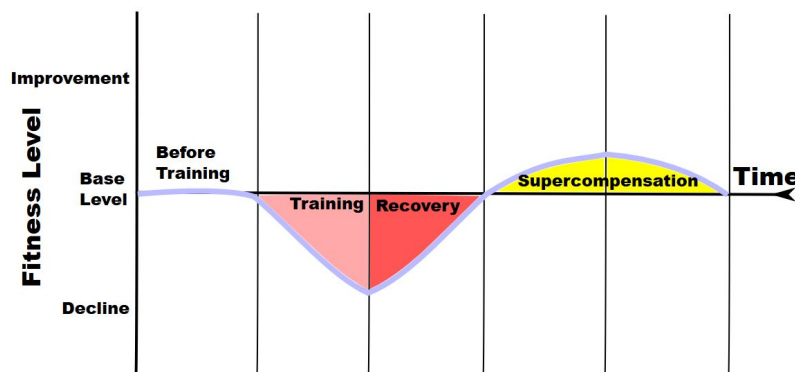 Improvement
Fitness Level
Before
Training
Base
Level
Time
Supercompensation
Training
Recovery
Decline